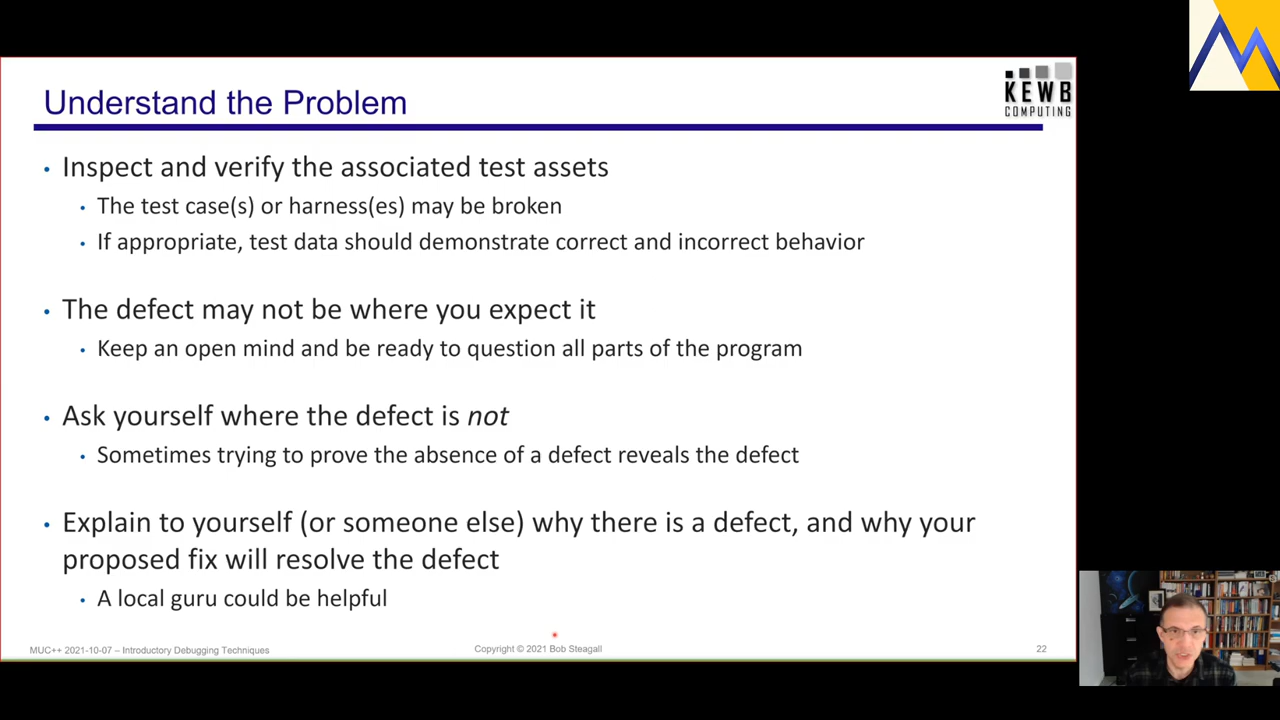 Understand the Problem
KEWB
COMPUTING
• Inspect and verify the associated test assets
• The test case(s) or harness(es) may be broken
• If appropriate, test data should demonstrate correct and incorrect behavior
• The defect may not be where you expect it
• Keep an open mind and be ready to question all parts of the program
• Ask yourself where the defect is not
• Sometimes trying to prove the absence of a defect reveals the defect
• Explain to yourself (or someone else) why there is a defect, and why your
proposed fix will resolve the defect
• A local guru could be helpful
MUC++ 2021-10-07 – Introductory Debugging Techniques
Copyright © 2021 Bob Steagall
22